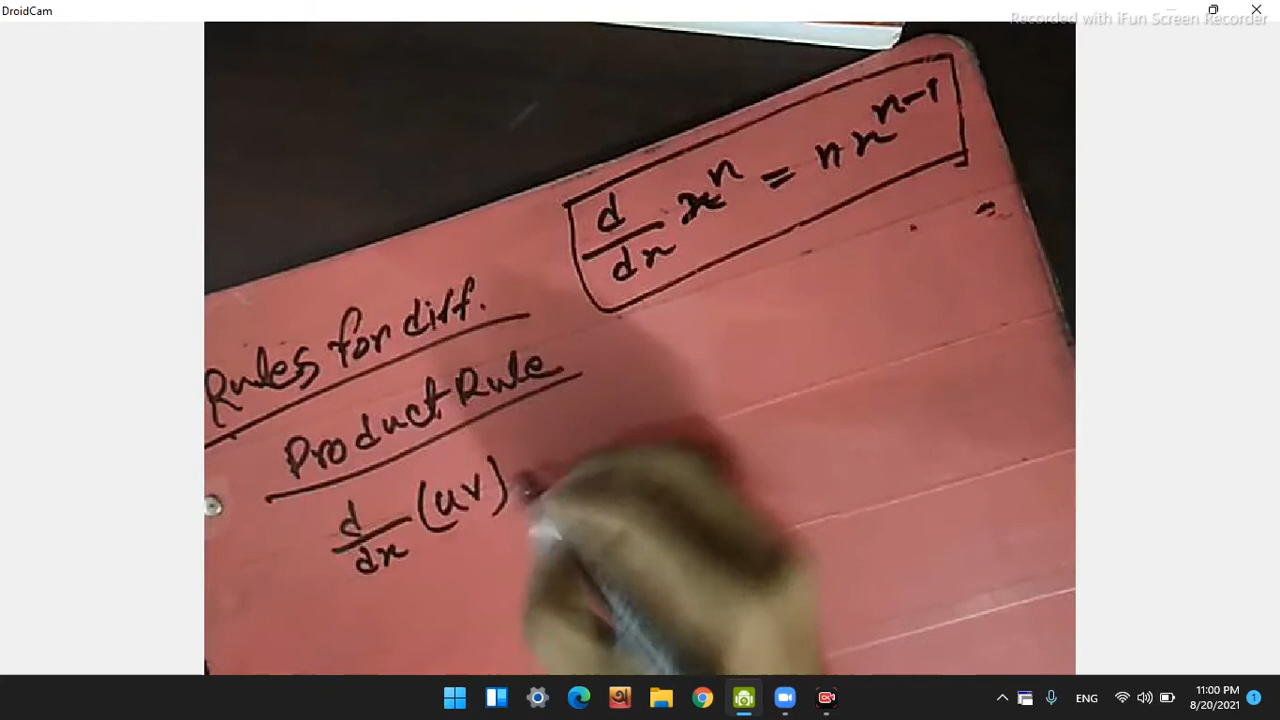 DroidCam
Recorded with iFun Screen Recorder
d/dx x^n = n x^{n-1}
Rules for diff.
Product Rule
d/dx (uv)
ENG
11:00 PM
8/20/2021
1